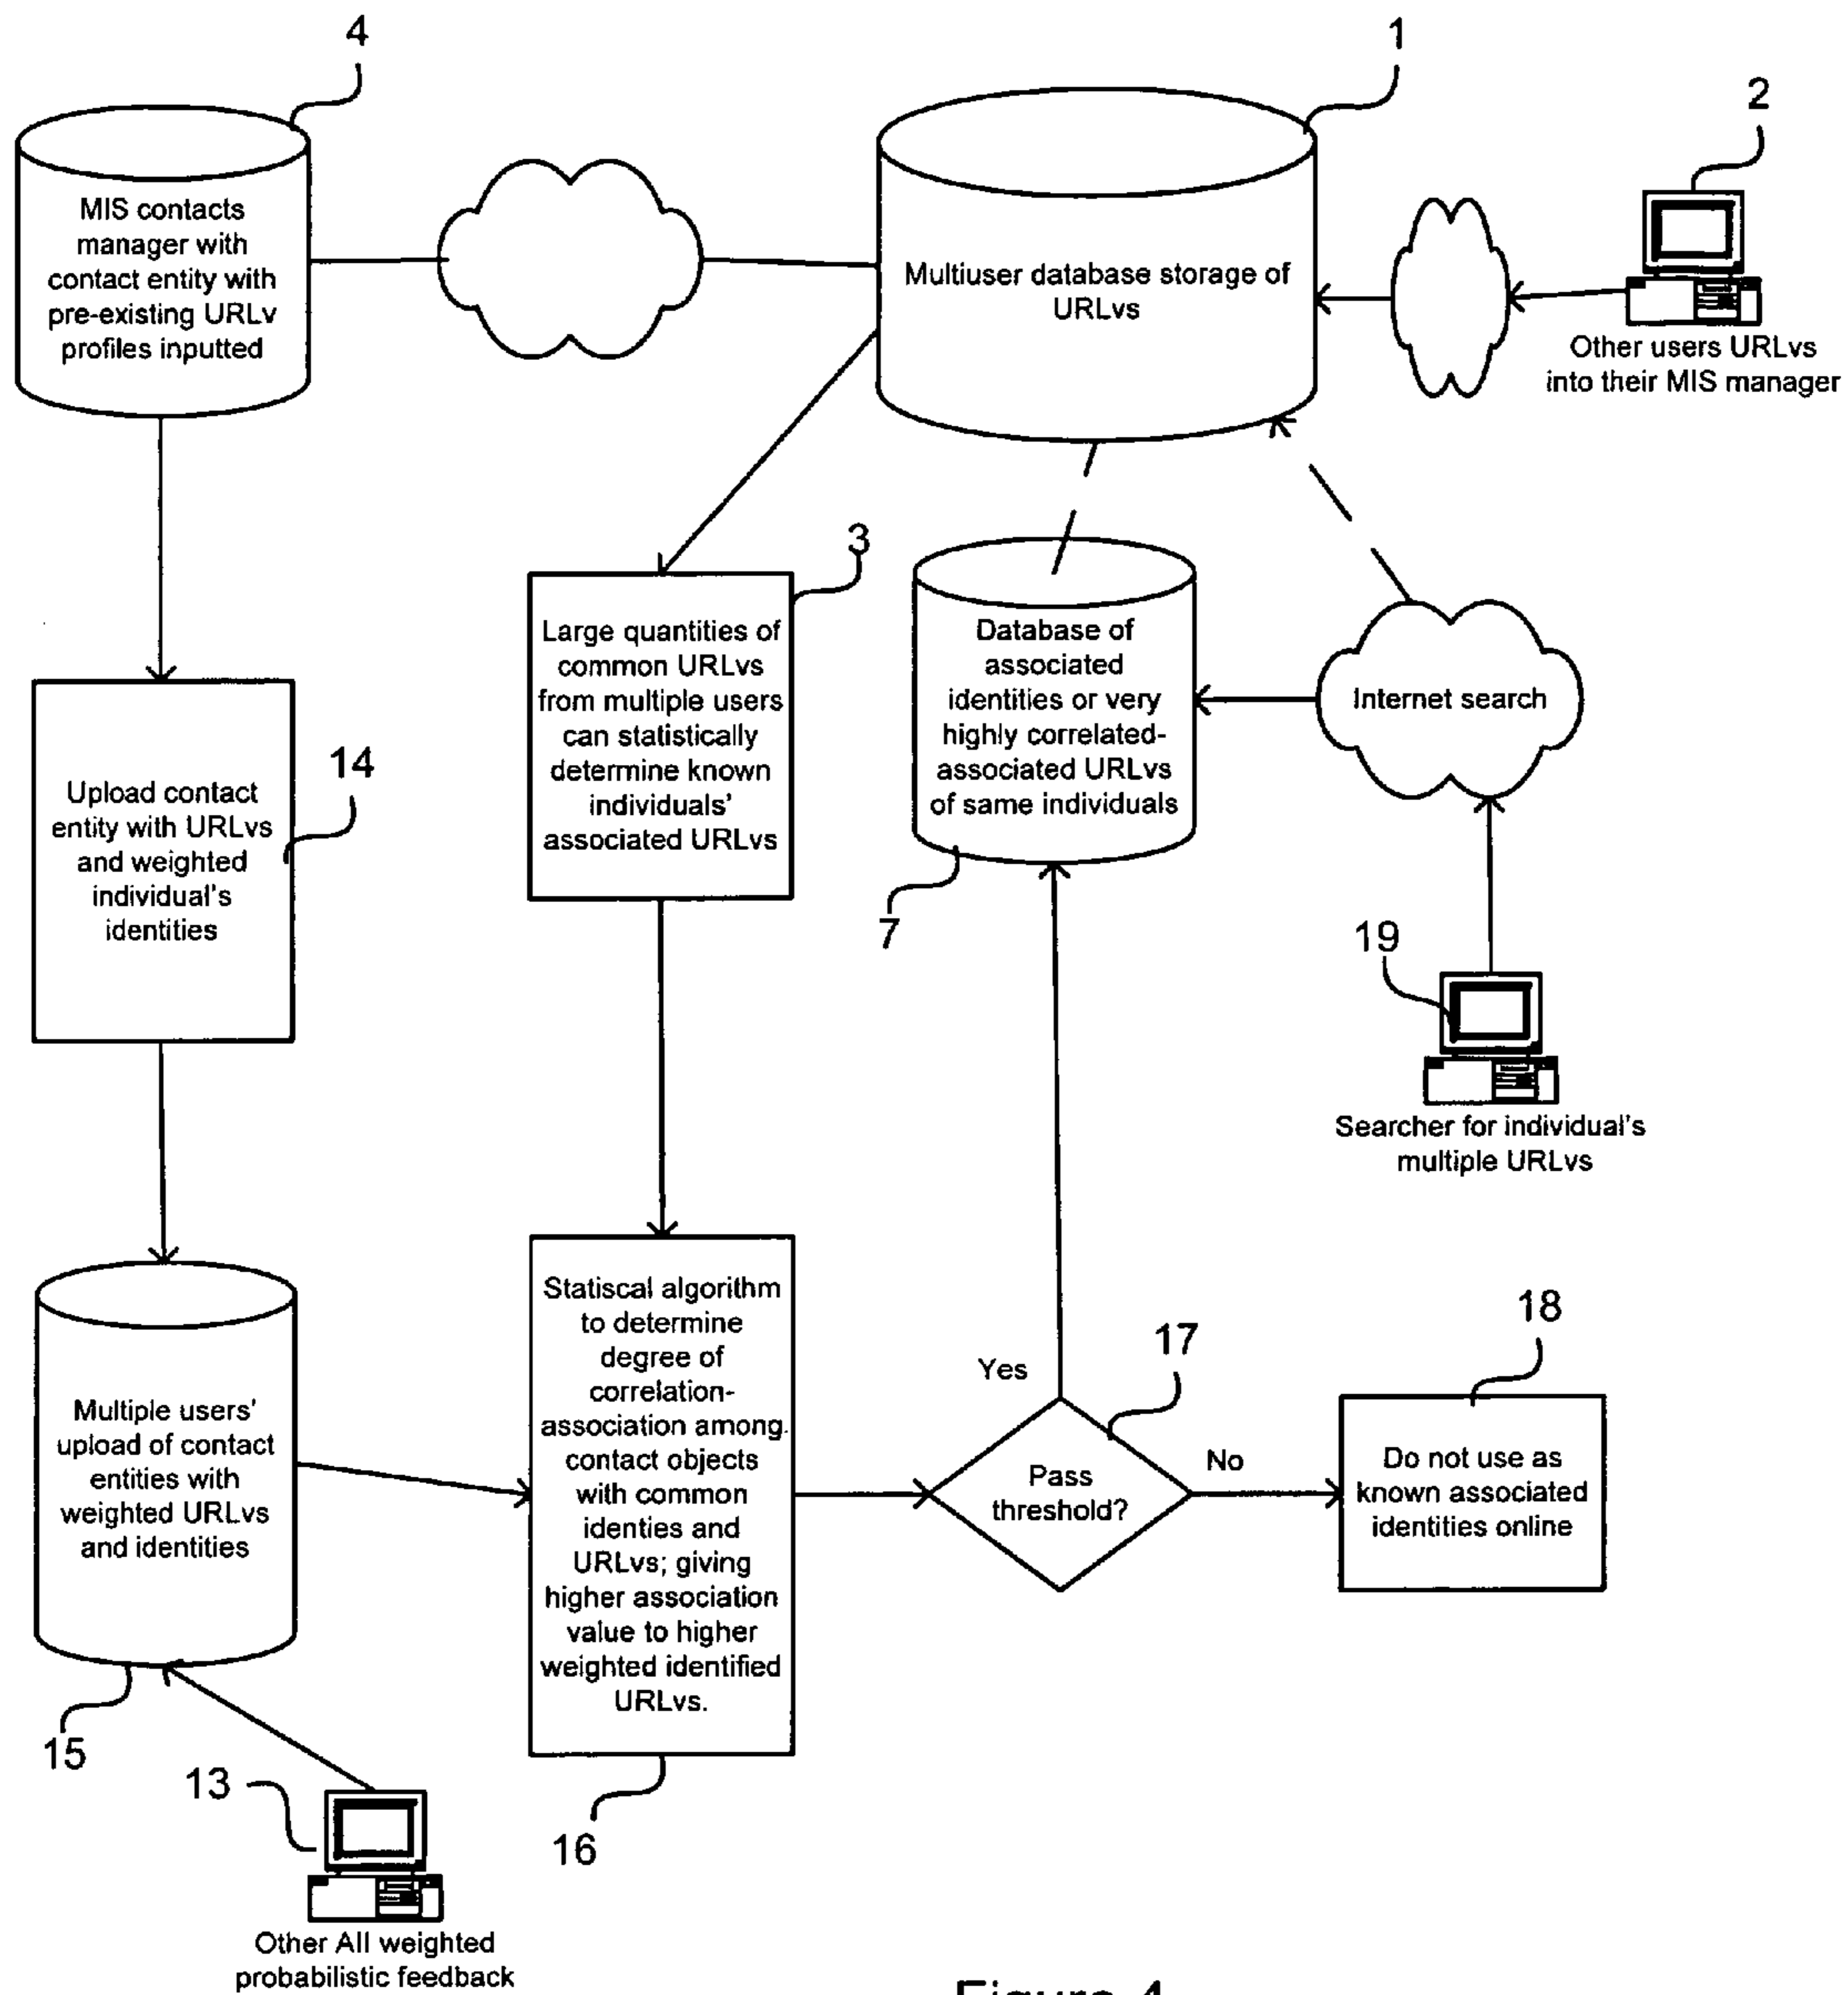 4
1
2
MIS contacts
manager with
contact entity with
pre-existing URLv
profiles inputted
Multiuser database storage of
URLvs
Other users URLvs
into their MIS manager
3
Large quantities of
common URLvs
from multiple users
can statistically
determine known
individuals'
associated URLvs
Database of
associated
identities or very
highly correlated-
associated URLvs
of same individuals
Internet search
14
Upload contact
entity with URLvs
and weighted
individual's
identities
7
19
Searcher for individual's
multiple URLvs
Multiple users'
upload of contact
entities with
weighted URLvs
and identities
Statiscal algorithm
to determine
degree of
correlation-
association among
contact objects
with common
identies and
URLvs; giving
higher association
value to higher
weighted identified
URLvs.
Yes
17
Pass
threshold?
No
18
Do not use as
known associated
identities online
15
13
16
Other All weighted
probabilistic feedback
Figure 4